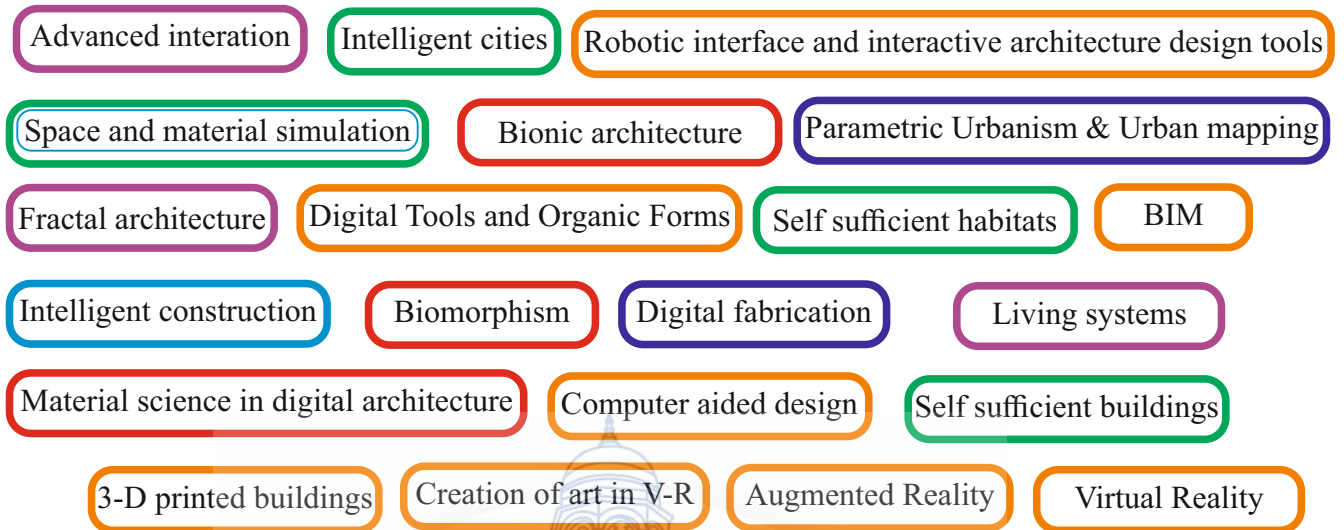 Advanced interation Intelligent cities Robotic interface and interactive architecture design tools
Space and material simulation Bionic architecture Parametric Urbanism & Urban mapping
Fractal architecture Digital Tools and Organic Forms Self sufficient habitats BIM
Intelligent construction Biomorphism Digital fabrication Living systems
Material science in digital architecture Computer aided design Self sufficient buildings
3-D printed buildings Creation of art in V-R Augmented Reality Virtual Reality